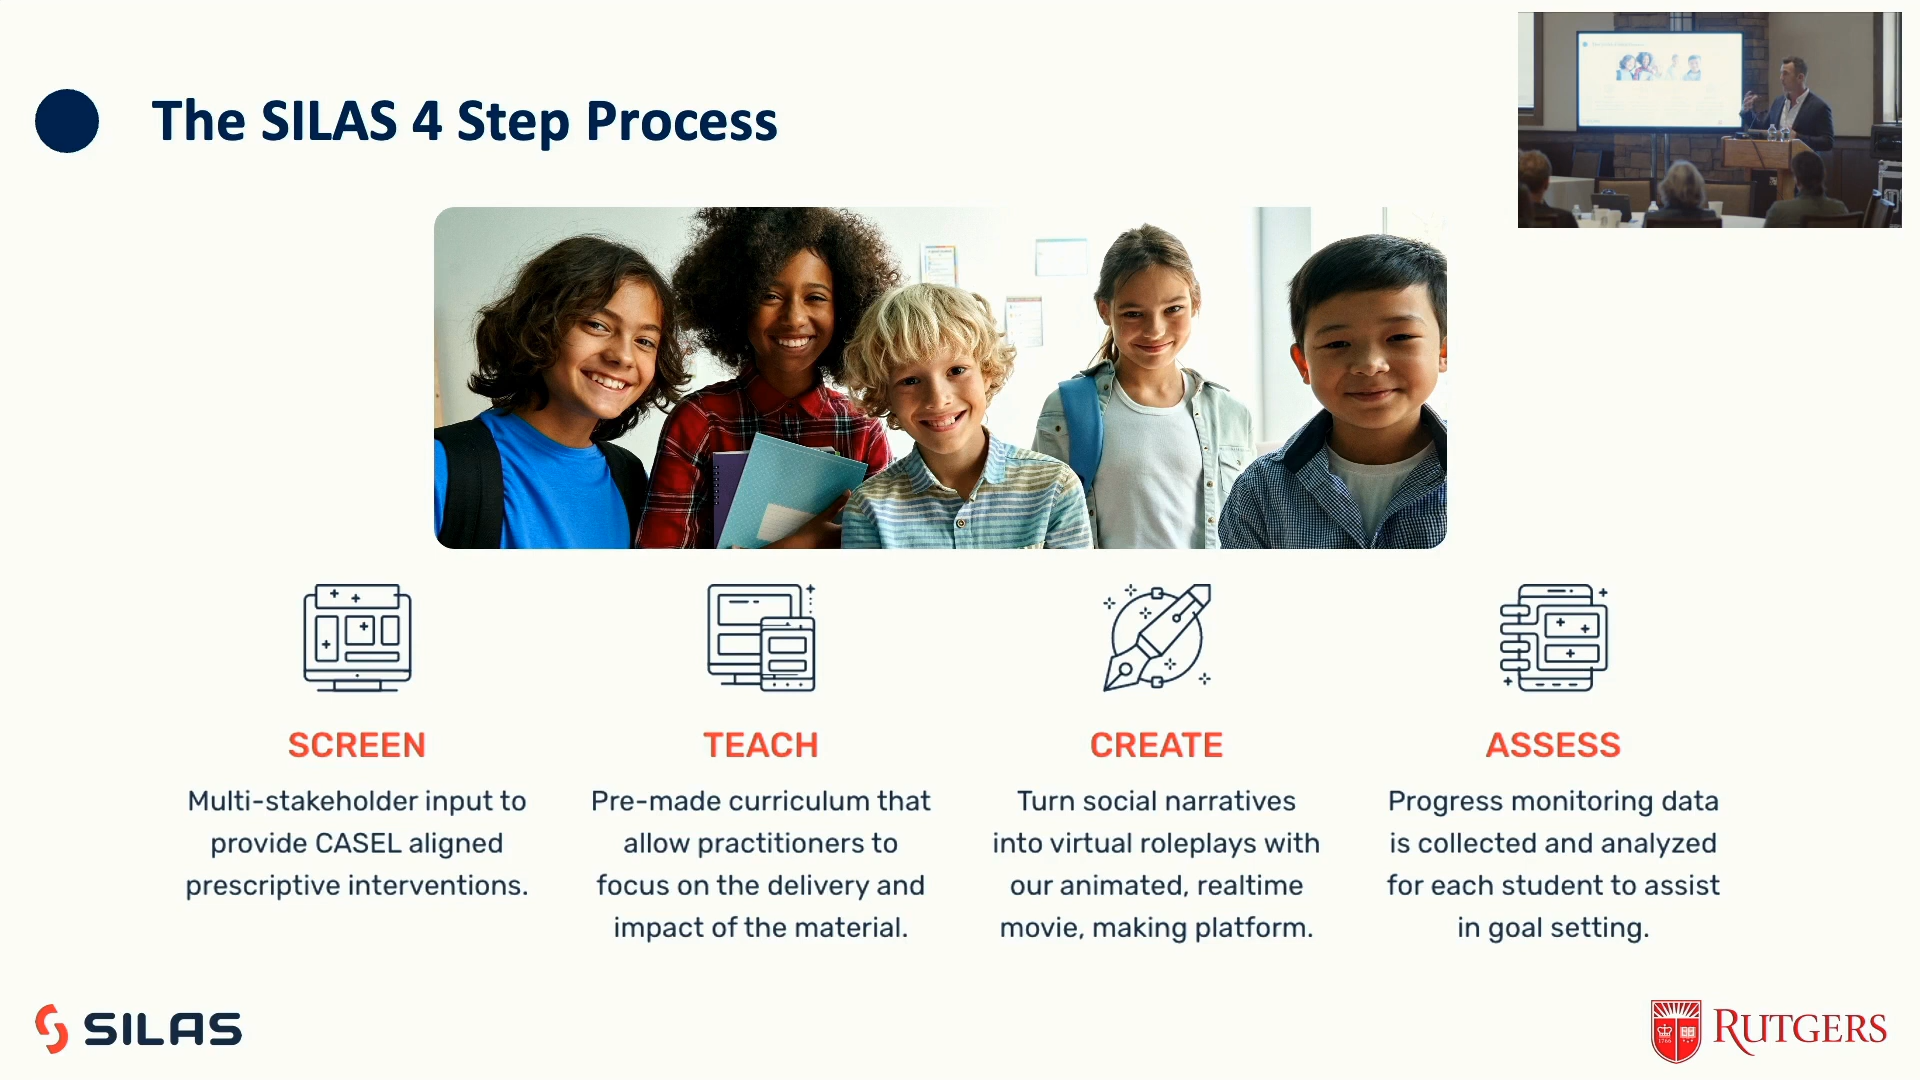 The SILAS 4 Step Process
SCREEN
Multi-stakeholder input to
provide CASEL aligned
prescriptive interventions.
TEACH
Pre-made curriculum that
allow practitioners to
focus on the delivery and
impact of the material.
CREATE
Turn social narratives
into virtual roleplays with
our animated, realtime
movie, making platform.
ASSESS
Progress monitoring data
is collected and analyzed
for each student to assist
in goal setting.
SILAS
1766
RUTGERS